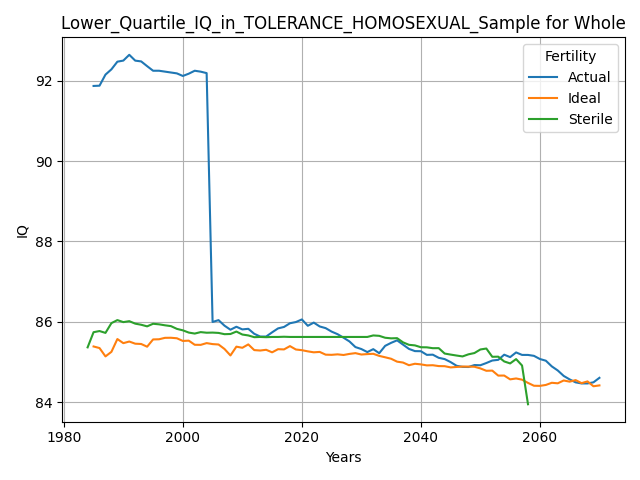 Lower_Quartile_IQ_in_TOLERANCE_HOMOSEXUAL_Sample for Whole
Fertility
Actual
Ideal
Sterile
IQ
92
90
88
86
84
1980
2000
2020
2040
2060
Years